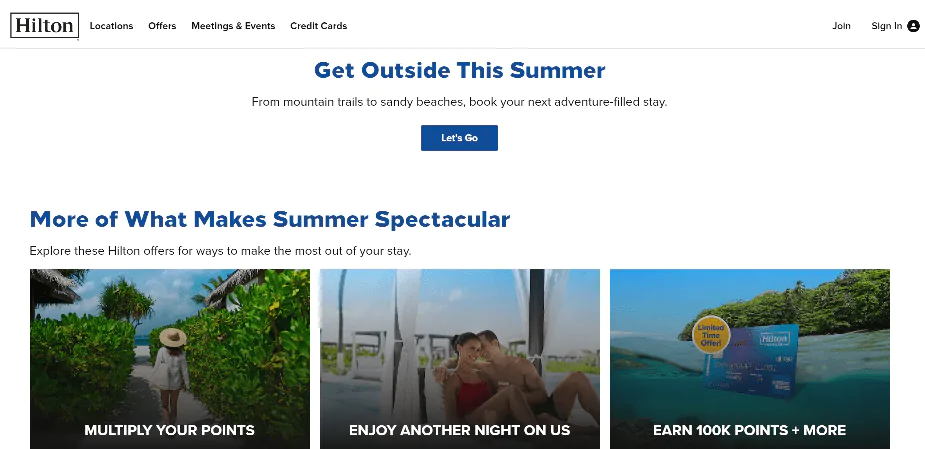 Hilton
Locations Offers Meetings & Events Credit Cards
Join Sign In
Get Outside This Summer
From mountain trails to sandy beaches, book your next adventure-filled stay.
Let's Go
More of What Makes Summer Spectacular
Explore these Hilton offers for ways to make the most out of your stay.
Limited
Time
Offer!
Hilton
MULTIPLY YOUR POINTS
ENJOY ANOTHER NIGHT ON US
EARN 100K POINTS + MORE